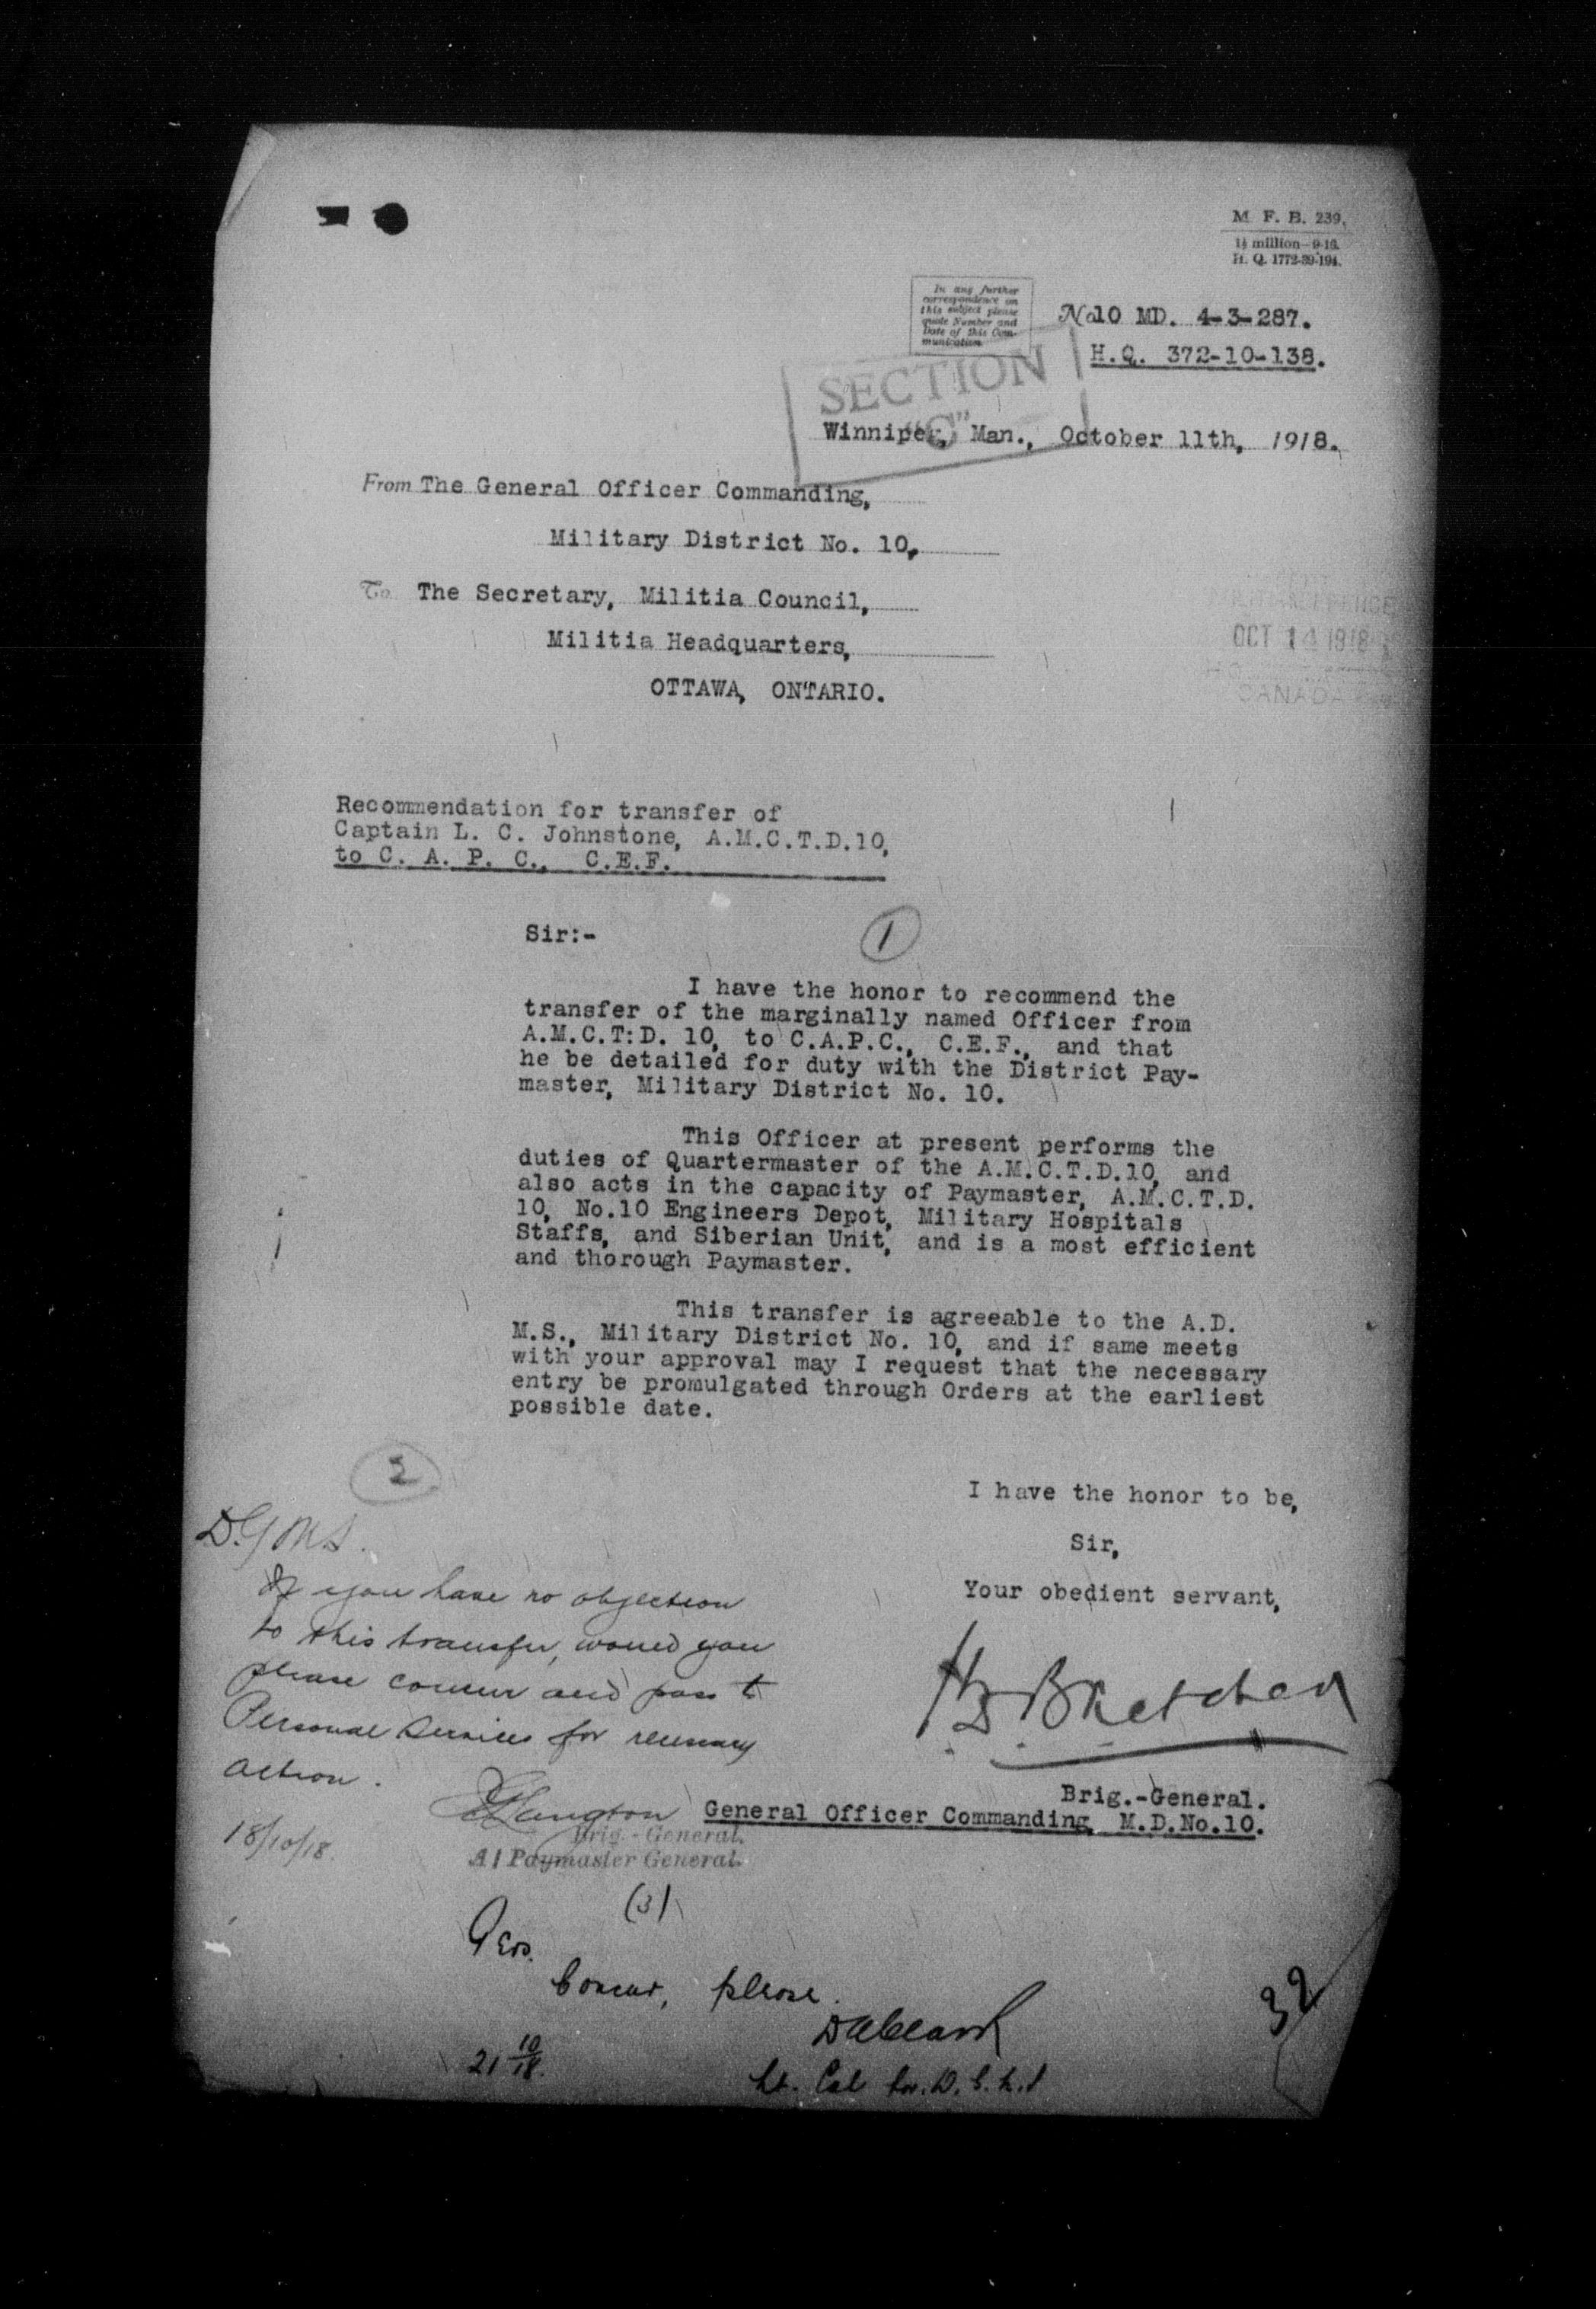 M. F. B. 239.
1½ million—9-16.
H. Q. 1772-39-194.
In any further
correspondence on
this subject please
quote Number and
Date of this Com-
munication.
No 10 MD. 4-3-287.
H.Q. 372-10-138.
SECTION
"C"
Winnipeg, Man., October 11th, 1918.
From The General Officer Commanding,
Military District No. 10,
To The Secretary, Militia Council,
Militia Headquarters,
OTTAWA, ONTARIO.
OCT 14 1918
CANADA
Recommendation for transfer of
Captain L. C. Johnstone, A.M.C.T.D.10,
to C. A. P. C., C.E.F.
Sir:-
1
I have the honor to recommend the
transfer of the marginally named Officer from
A.M.C.T:D. 10, to C.A.P.C., C.E.F., and that
he be detailed for duty with the District Pay-
master, Military District No. 10.
This Officer at present performs the
duties of Quartermaster of the A.M.C.T.D.10, and
also acts in the capacity of Paymaster, A.M.C.T.D.
10, No.10 Engineers Depot, Military Hospitals
Staffs, and Siberian Unit, and is a most efficient
and thorough Paymaster.
This transfer is agreeable to the A.D.
M.S., Military District No. 10, and if same meets
with your approval may I request that the necessary
entry be promulgated through Orders at the earliest
possible date.
I have the honor to be,
Sir,
Your obedient servant,
Brig.-General.
General Officer Commanding, M.D.No.10.
2
D.G.M.S.
If you have no objection
to this transfer, would you
please concur and pass to
Personal Services for necessary
action.
18/10/18.
Langton
Brig.-General.
A/Paymaster General.
(3)
Concur, please.
21 10/18.
Lt. Col for D.G.M.S
32